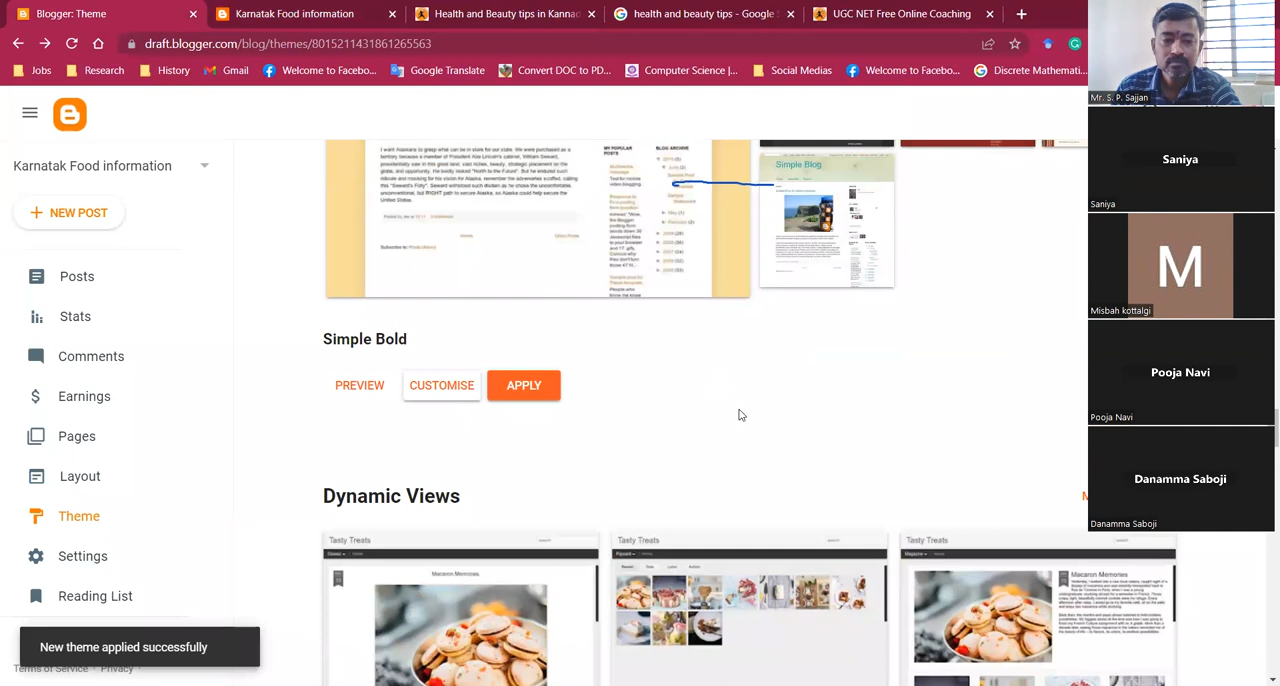 Blogger: Theme
Karnatak Food information
Health and Beauty tips in Kannad
health and beauty tips - Google S
UGC NET Free Online Coaching
draft.blogger.com/blog/themes/8015211431861265563
Jobs
Research
History
Gmail
Welcome to Facebo...
Google Translate
Convert DOC to PD...
Computer Science |...
Social Medias
Welcome to Facebo...
Discrete Mathemati...
Mr. S. P. Sajjan
Karnatak Food information
NEW POST
Posts
Stats
Comments
Earnings
Pages
Layout
Theme
Settings
Reading List
New theme applied successfully
Terms of Service · Privacy ·
BLOG ARCHIVE
Simple Blog
Simple Bold
PREVIEW
CUSTOMISE
APPLY
Dynamic Views
M
Tasty Treats
Macaron Memories
Tasty Treats
Tasty Treats
Magazine
Macaron Memories
Saniya
Saniya
M
Misbah kottalgi
Pooja Navi
Pooja Navi
Danamma Saboji
Danamma Saboji